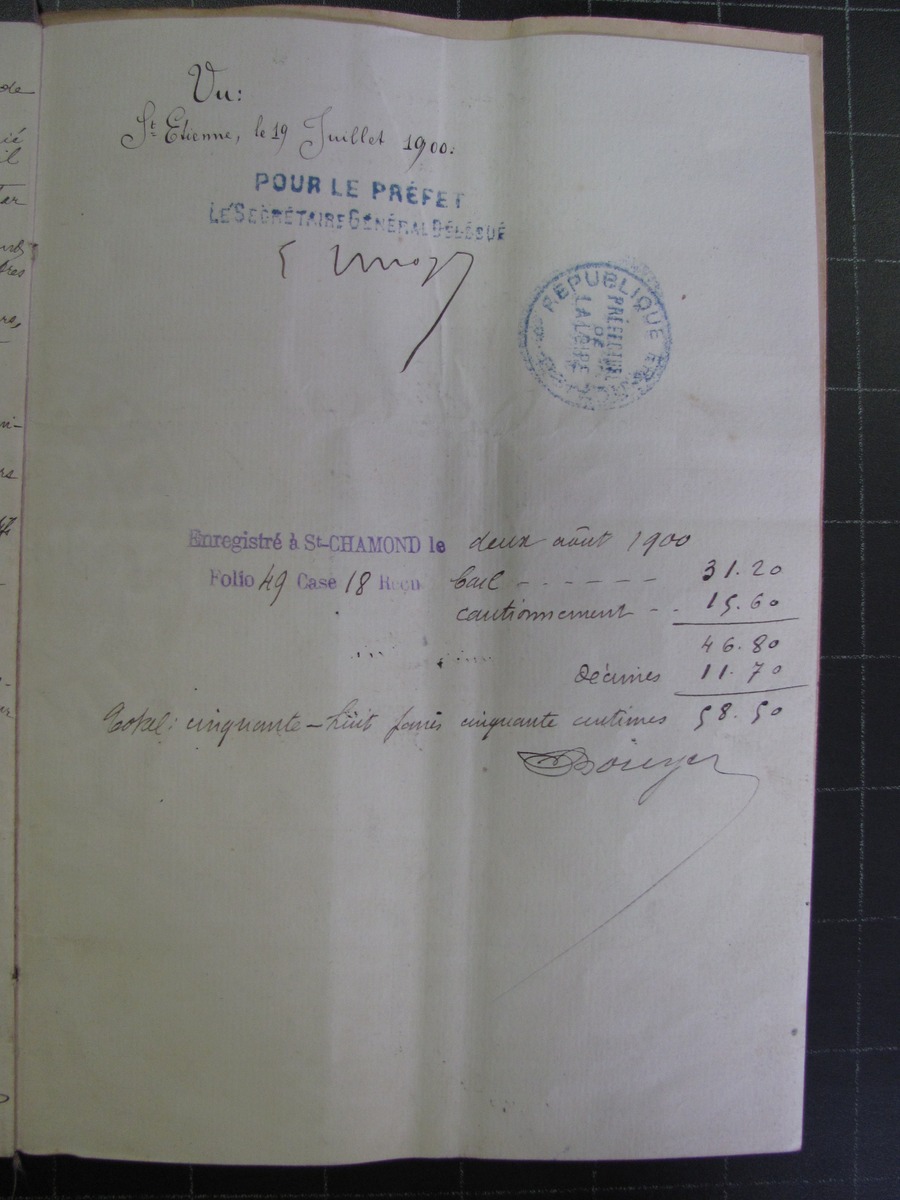 Vu:
St Etienne, le 19 Juillet 1900:
POUR LE PRÉFET
LE SECRÉTAIRE GÉNÉRAL DÉLÉGUÉ
RÉPUBLIQUE
PRÉFECTURE
DE
LA LOIRE
Enregistré à St-CHAMOND le deux août 1900
Folio 49 Case 18 Reçu Bail - - - - - - 31.20
cautionnement - - 15.60
46.80
Décimes 11.70
Total: cinquante-huit francs cinquante centimes 58.50